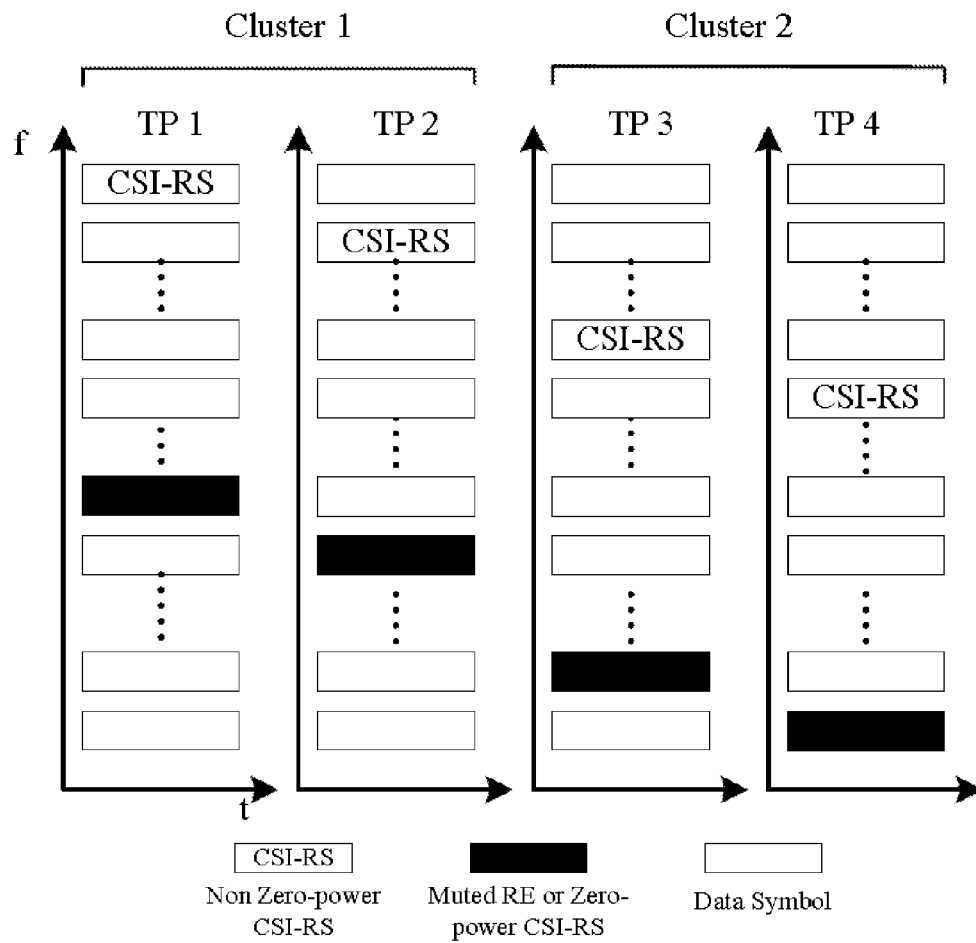 Cluster 1
Cluster 2
TP 1
TP 2
TP 3
TP 4
f
CSI-RS
CSI-RS
CSI-RS
CSI-RS
t
CSI-RS
Non Zero-power
CSI-RS
Muted RE or Zero-
power CSI-RS
Data Symbol